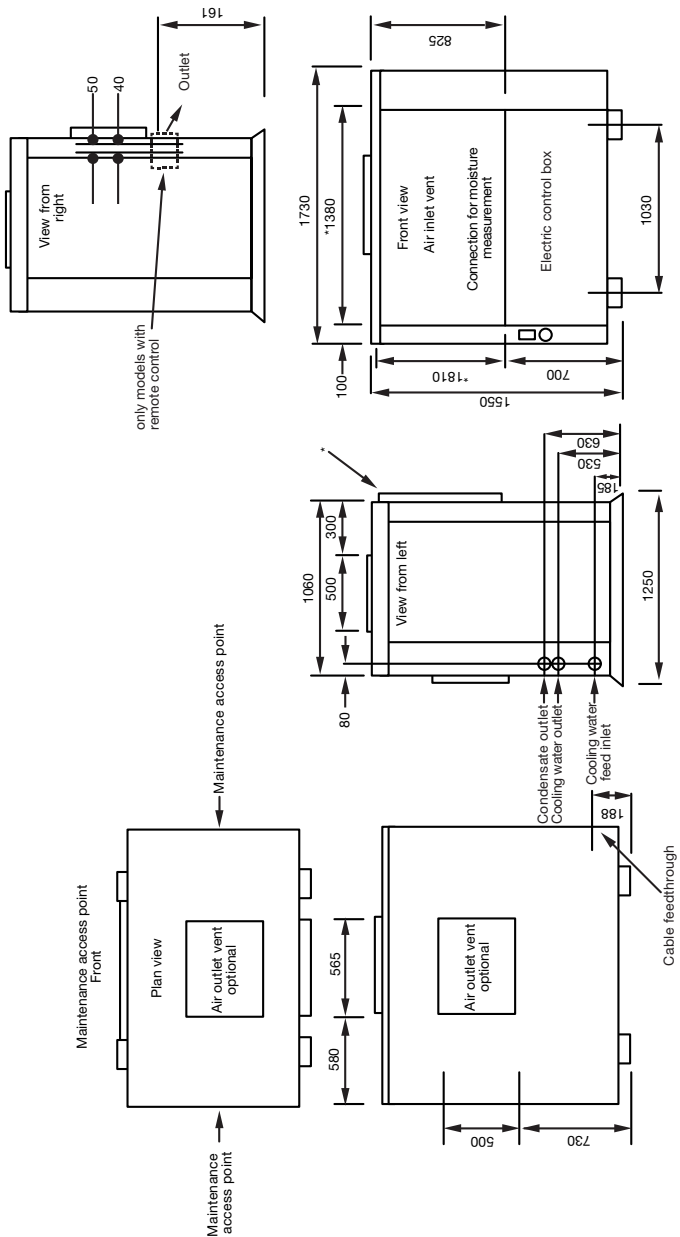 161
50
40
Outlet
View from
right
only models with
remote control
825
1730
*1380
100
Front view
Air inlet vent
Connection for moisture
measurement
Electric control box
*1810
700
1550
1030
*
1060
300
500
80
View from left
630
530
185
1250
Condensate outlet
Cooling water outlet
Cooling water
feed inlet
Maintenance access point
Front
Maintenance access point
Plan view
Air outlet vent
optional
Maintenance
access point
565
580
Air outlet vent
optional
500
730
188
Cable feedthrough